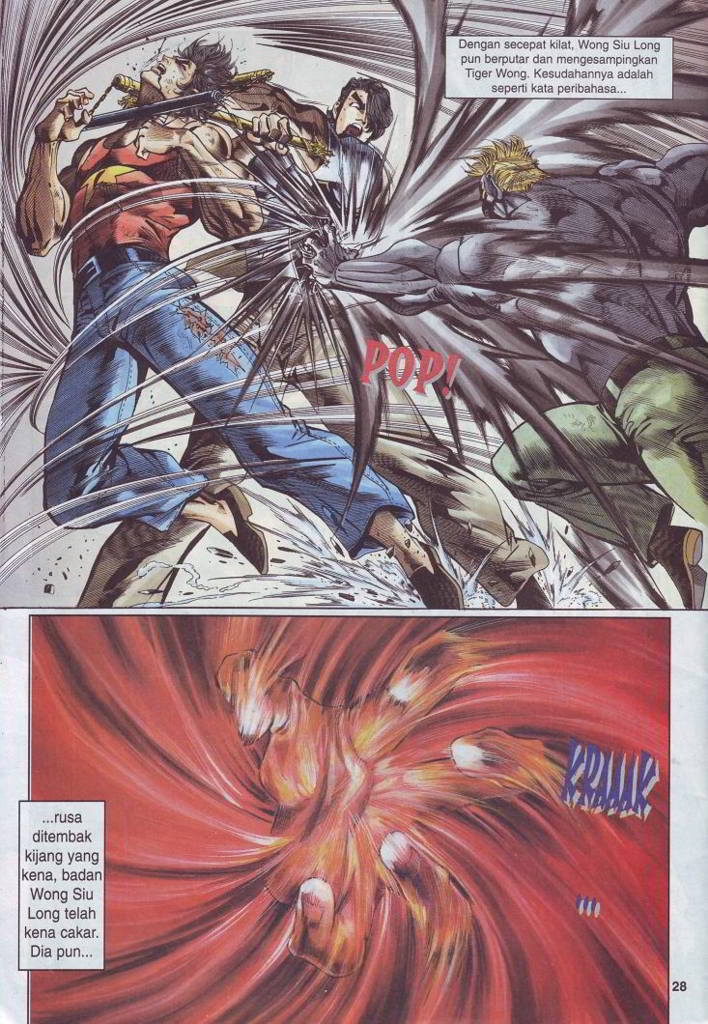 Dengan secepat kilat, Wong Siu Long
pun berputar dan mengesampingkan
Tiger Wong. Kesudahannya adalah
seperti kata peribahasa...
POP!
KRAAAK
!!!
...rusa
ditembak
kijang yang
kena, badan
Wong Siu
Long telah
kena cakar.
Dia pun...
28